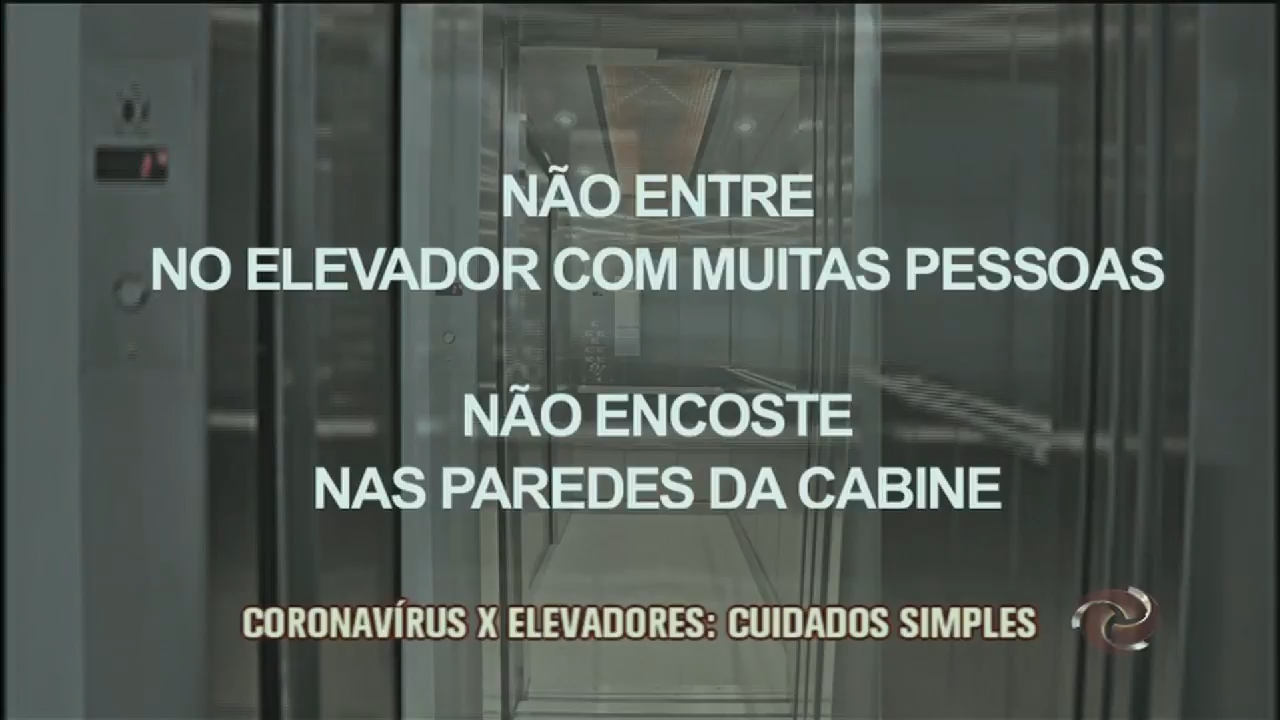 NÃO ENTRE
NO ELEVADOR COM MUITAS PESSOAS
NÃO ENCOSTE
NAS PAREDES DA CABINE
CORONAVÍRUS X ELEVADORES: CUIDADOS SIMPLES